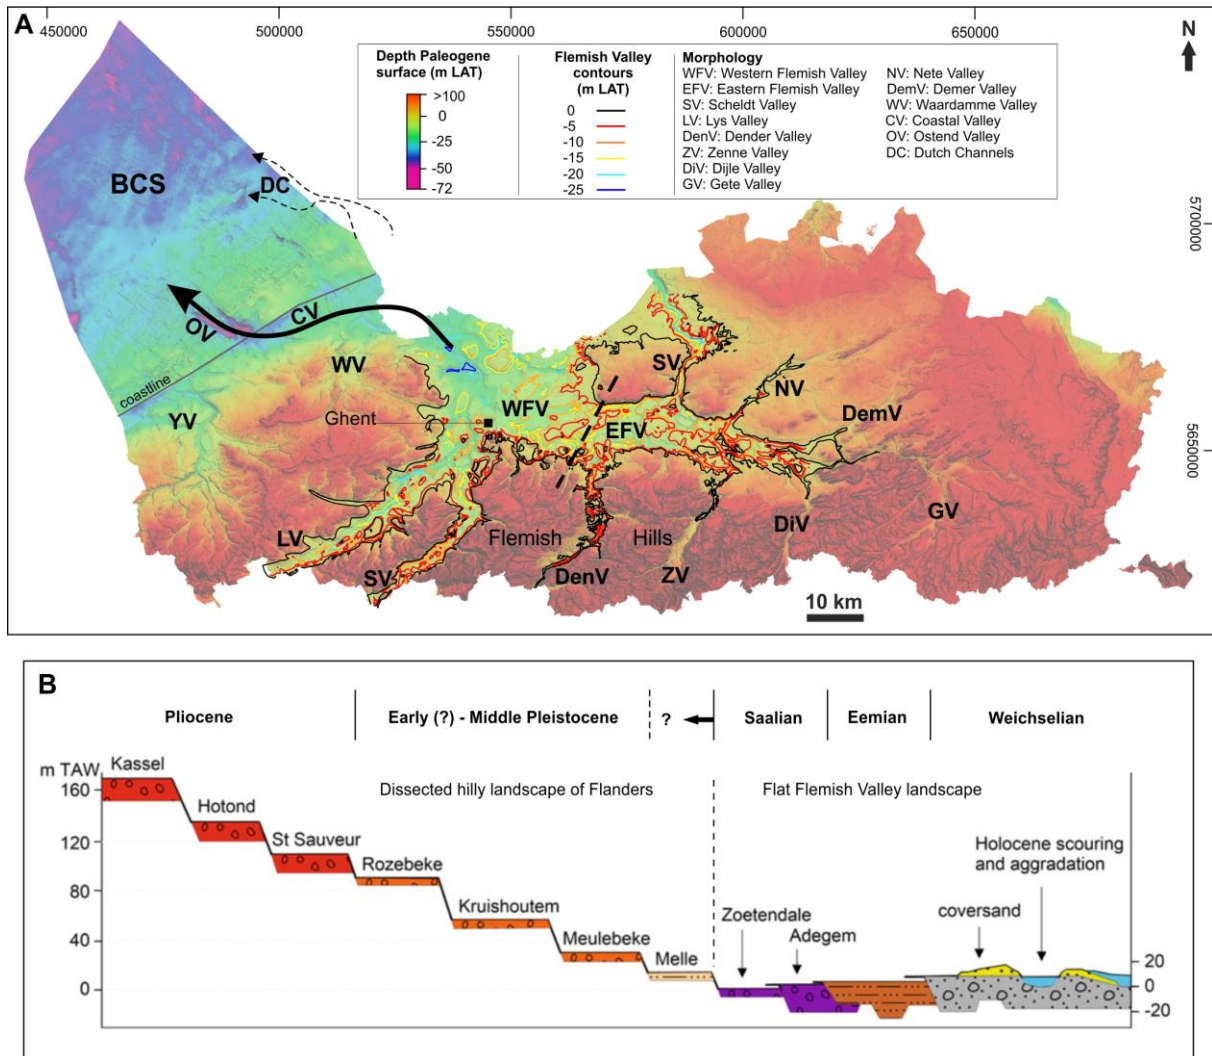 A
450000
500000
550000
600000
650000
N
Depth Paleogene
surface (m LAT)
>100
0
-25
-50
-72
Flemish Valley
contours
(m LAT)
0
-5
-10
-15
-20
-25
Morphology
WFV: Western Flemish Valley
EFV: Eastern Flemish Valley
SV: Scheldt Valley
LV: Lys Valley
DenV: Dender Valley
ZV: Zenne Valley
DiV: Dijle Valley
GV: Gete Valley
NV: Nete Valley
DemV: Demer Valley
WV: Waardamme Valley
CV: Coastal Valley
OV: Ostend Valley
DC: Dutch Channels
BCS
DC
5700000
OV
CV
coastline
WV
SV
NV
YV
Ghent
WFV
EFV
DemV
5650000
LV
SV
Flemish
Hills
DenV
ZV
DiV
GV
10 km
B
Pliocene
Early (?) - Middle Pleistocene
?
Saalian
Eemian
Weichselian
m TAW
160
120
80
40
0
Kassel
Hotond
St Sauveur
Rozebeke
Kruishoutem
Meulebeke
Melle
Dissected hilly landscape of Flanders
Flat Flemish Valley landscape
Zoetendale
Adegem
coversand
Holocene scouring
and aggradation
20
0
-20